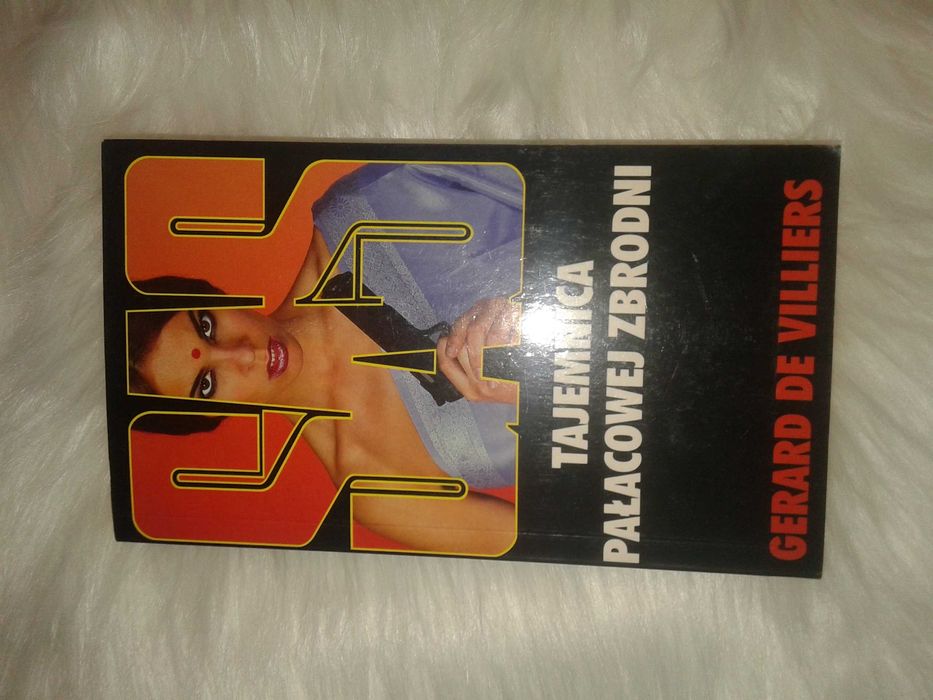 SAS
TAJEMNICA
PAŁACOWEJ ZBRODNI
GERARD DE VILLIERS